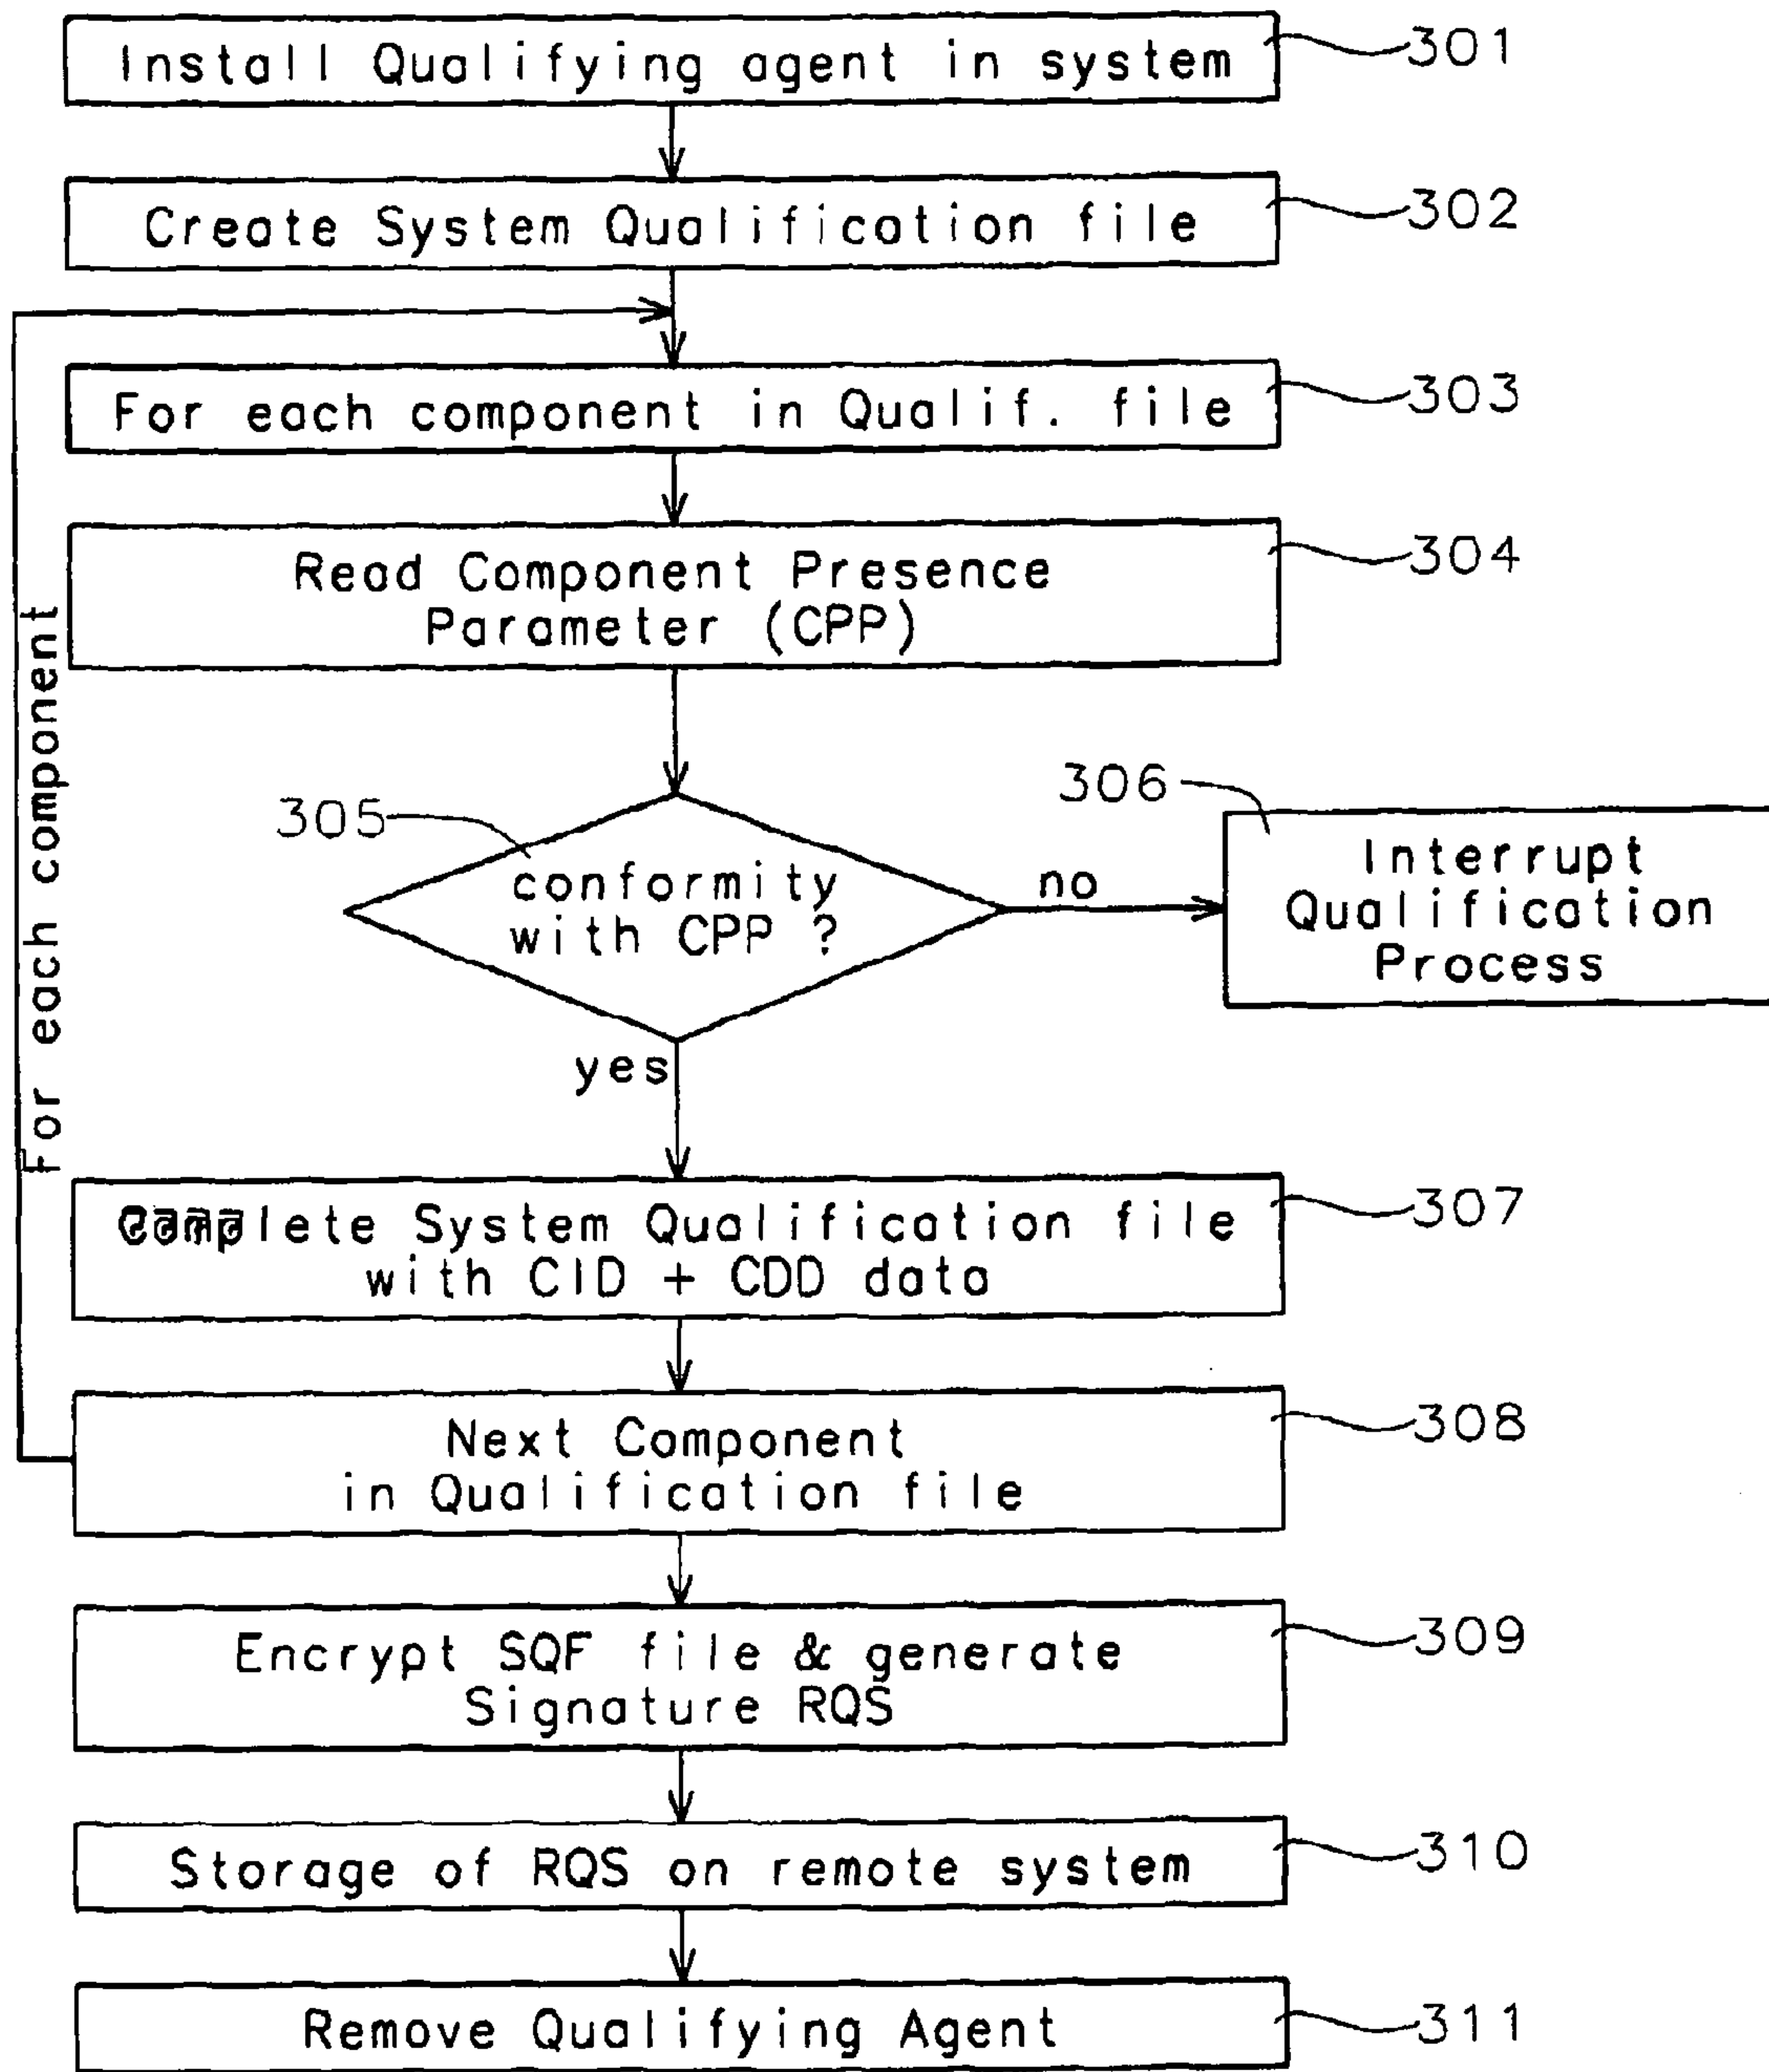 Install Qualifying agent in system
301
Create System Qualification file
302
For each component in Qualif. file
303
Read Component Presence
Parameter (CPP)
304
For each component
305
conformity
with CPP ?
no
306
Interrupt
Qualification
Process
yes
Complete System Qualification file
with CID + CDD data
307
Next Component
in Qualification file
308
Encrypt SQF file & generate
Signature RQS
309
Storage of RQS on remote system
310
Remove Qualifying Agent
311